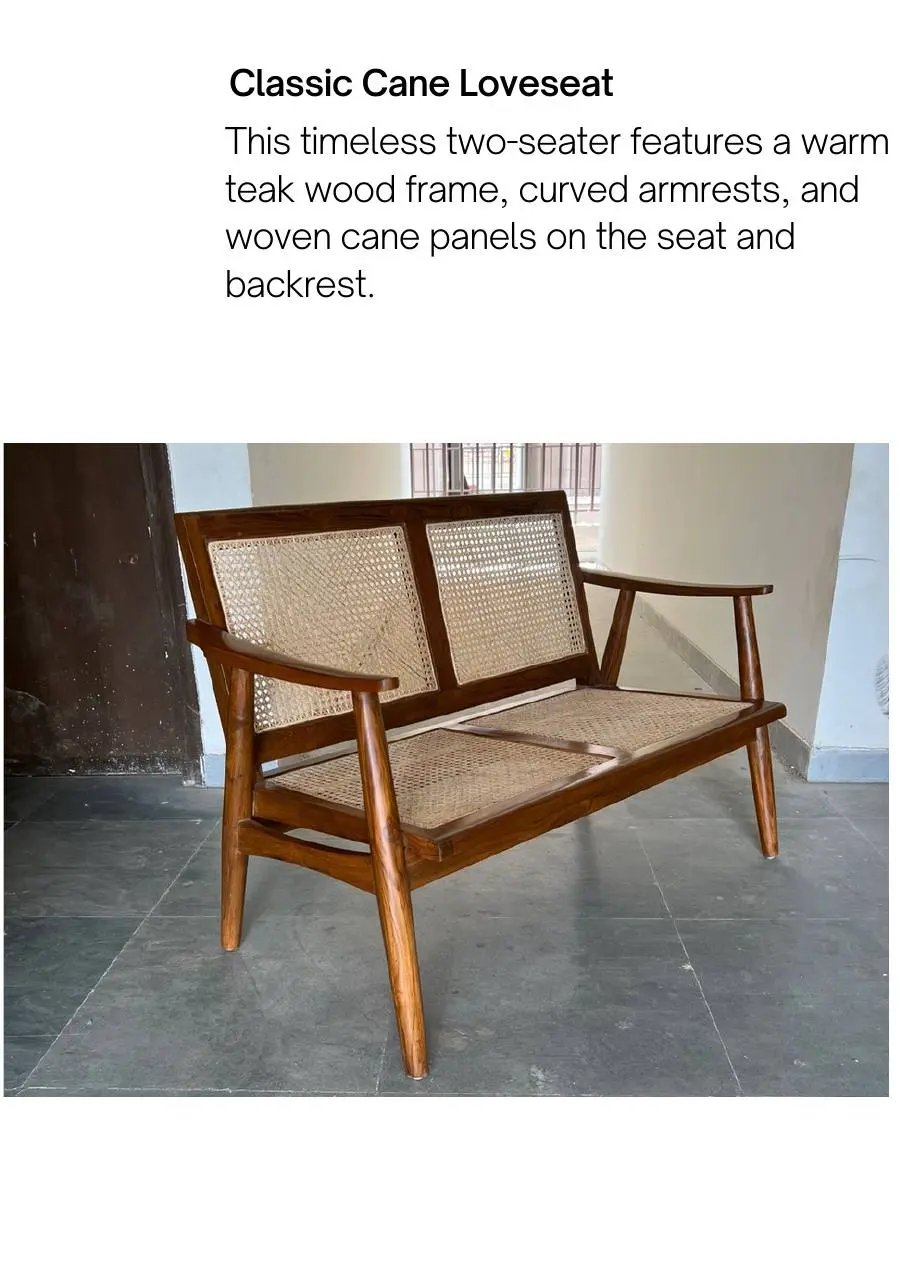 Classic Cane Loveseat
This timeless two-seater features a warm
teak wood frame, curved armrests, and
woven cane panels on the seat and
backrest.